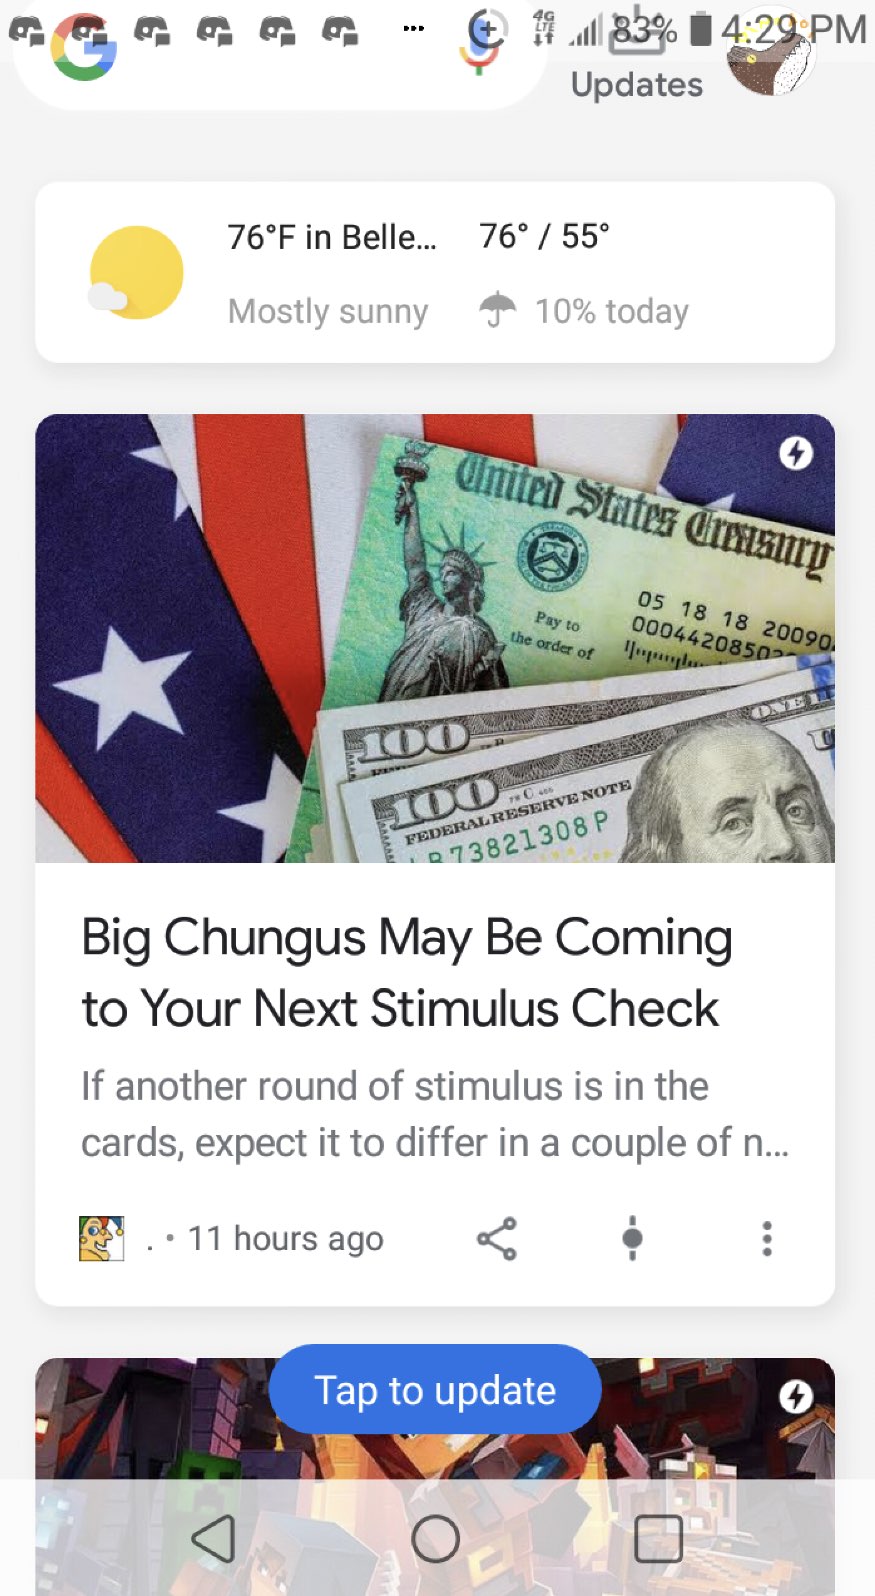 4G
LTE
83%
4:29 PM
Updates
76°F in Belle...
76° / 55°
Mostly sunny
10% today
United States Treasury
05 18 18 20090
Pay to
the order of
000442085
100
100
FEDERAL RESERVE NOTE
73821308 P
Big Chungus May Be Coming
to Your Next Stimulus Check
If another round of stimulus is in the
cards, expect it to differ in a couple of n...
. • 11 hours ago
Tap to update